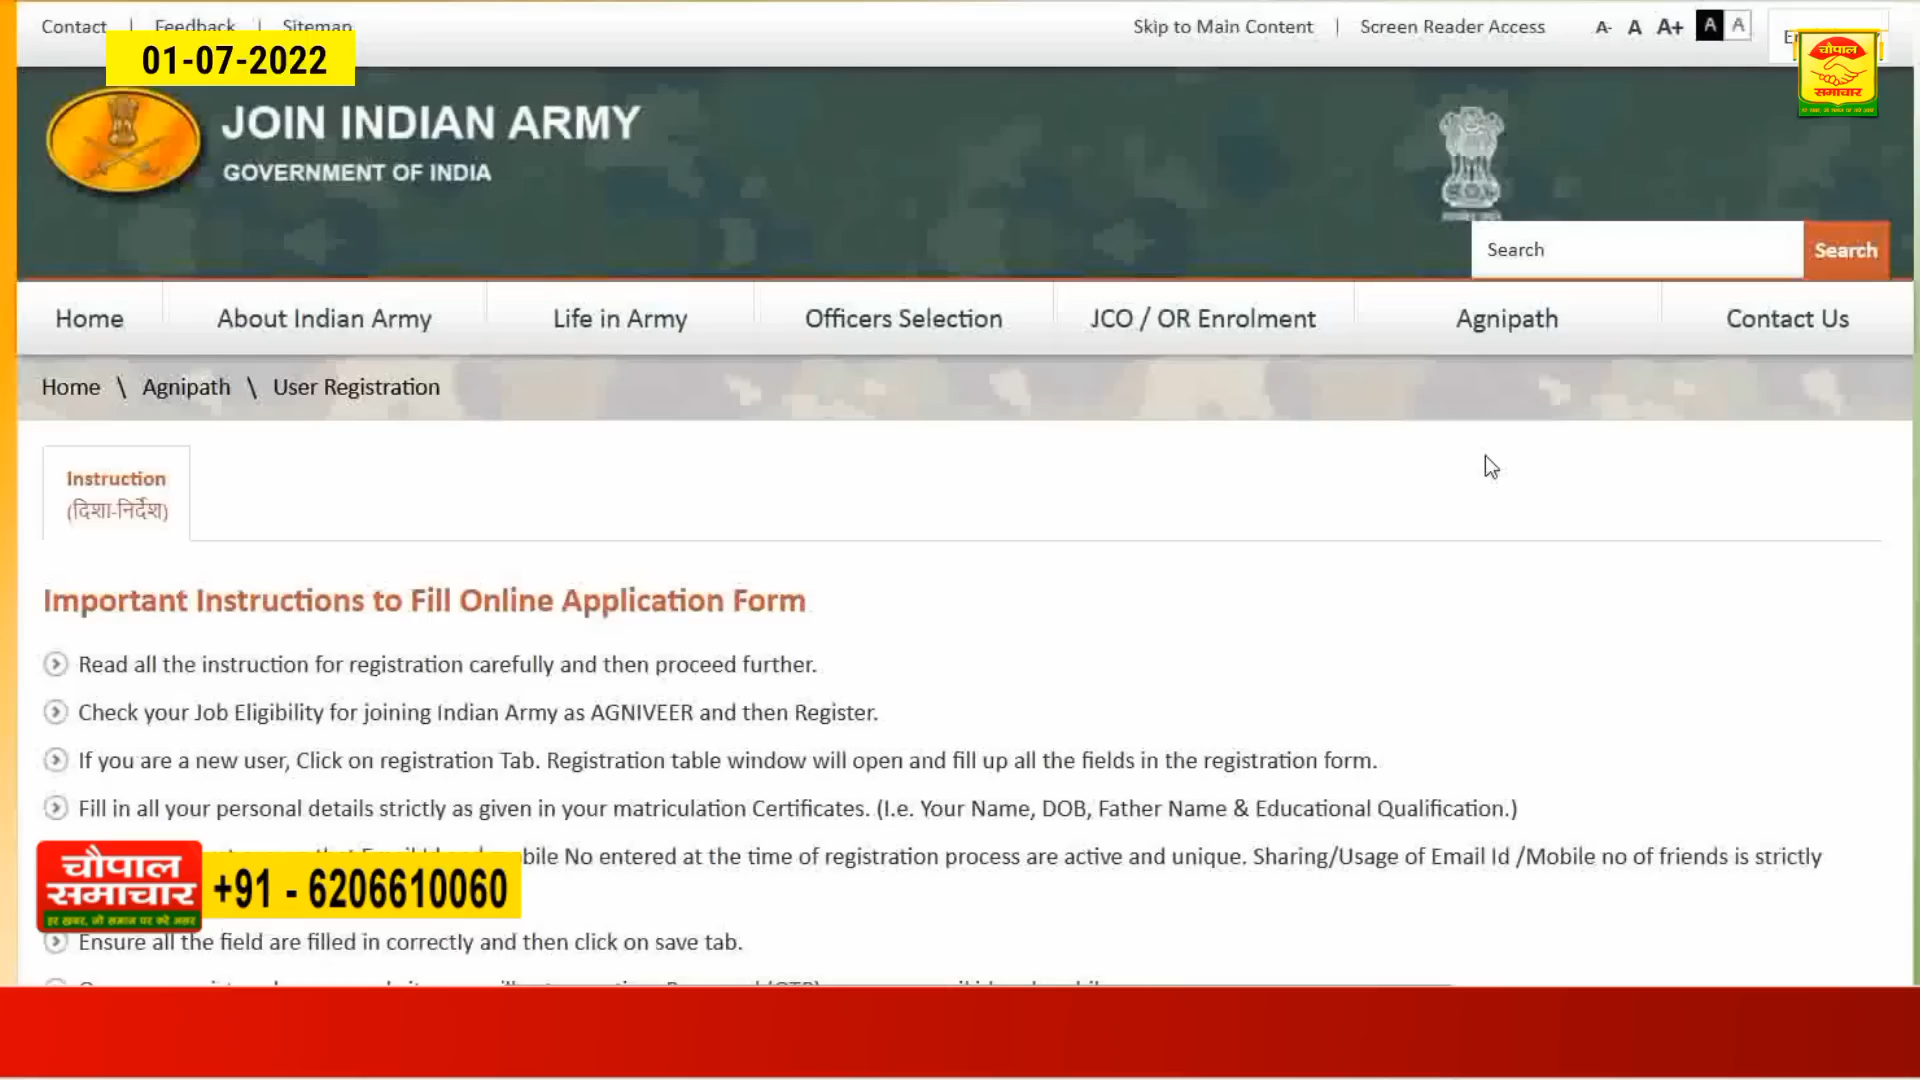 Contact | Feedback | Sitemap
Skip to Main Content | Screen Reader Access A- A A+ A A
01-07-2022
चौपाल
समाचार
JOIN INDIAN ARMY
GOVERNMENT OF INDIA
Search Search
Home About Indian Army Life in Army Officers Selection JCO / OR Enrolment Agnipath Contact Us
Home \ Agnipath \ User Registration
Instruction
(दिशा-निर्देश)
Important Instructions to Fill Online Application Form
Read all the instruction for registration carefully and then proceed further.
Check your Job Eligibility for joining Indian Army as AGNIVEER and then Register.
If you are a new user, Click on registration Tab. Registration table window will open and fill up all the fields in the registration form.
Fill in all your personal details strictly as given in your matriculation Certificates. (I.e. Your Name, DOB, Father Name & Educational Qualification.)
No entered at the time of registration process are active and unique. Sharing/Usage of Email Id /Mobile no of friends is strictly
चौपाल
समाचार
हर खबर, जो समाज पर करे असर
+91 - 6206610060
Ensure all the field are filled in correctly and then click on save tab.